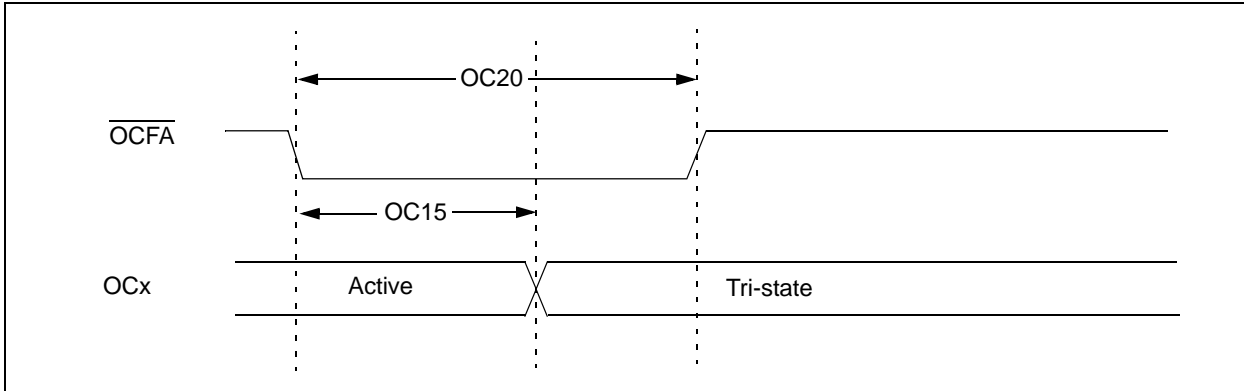 OC20
OCFA
OC15
OCx
Active
Tri-state